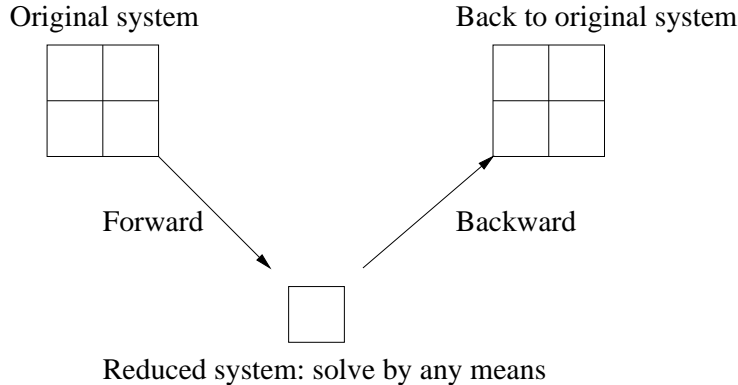 Original system
Back to original system
Forward
Backward
Reduced system: solve by any means